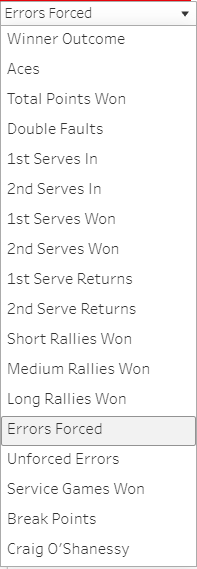 Errors Forced
Winner Outcome
Aces
Total Points Won
Double Faults
1st Serves In
2nd Serves In
1st Serves Won
2nd Serves Won
1st Serve Returns
2nd Serve Returns
Short Rallies Won
Medium Rallies Won
Long Rallies Won
Errors Forced
Unforced Errors
Service Games Won
Break Points
Craig O'Shanessy